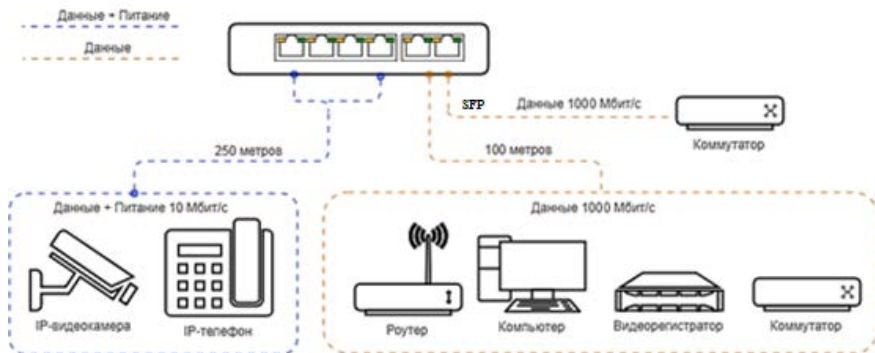 Данные + Питание
Данные
SFP
Данные 1000 Мбит/с
Коммутатор
250 метров
100 метров
Данные + Питание 10 Мбит/с
Данные 1000 Мбит/с
IP-видеокамера
IP-телефон
Роутер
Компьютер
Видеорегистратор
Коммутатор